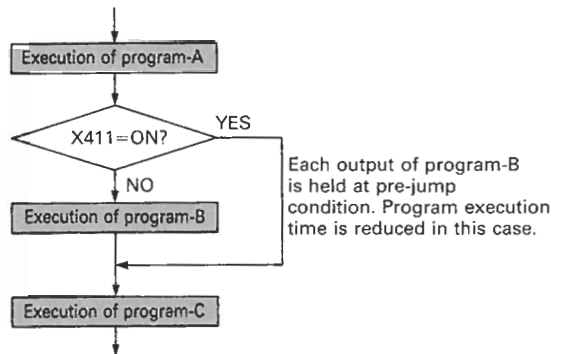 Execution of program-A
X411=ON?
YES
Each output of program-B
is held at pre-jump
condition. Program execution
time is reduced in this case.
NO
Execution of program-B
Execution of program-C